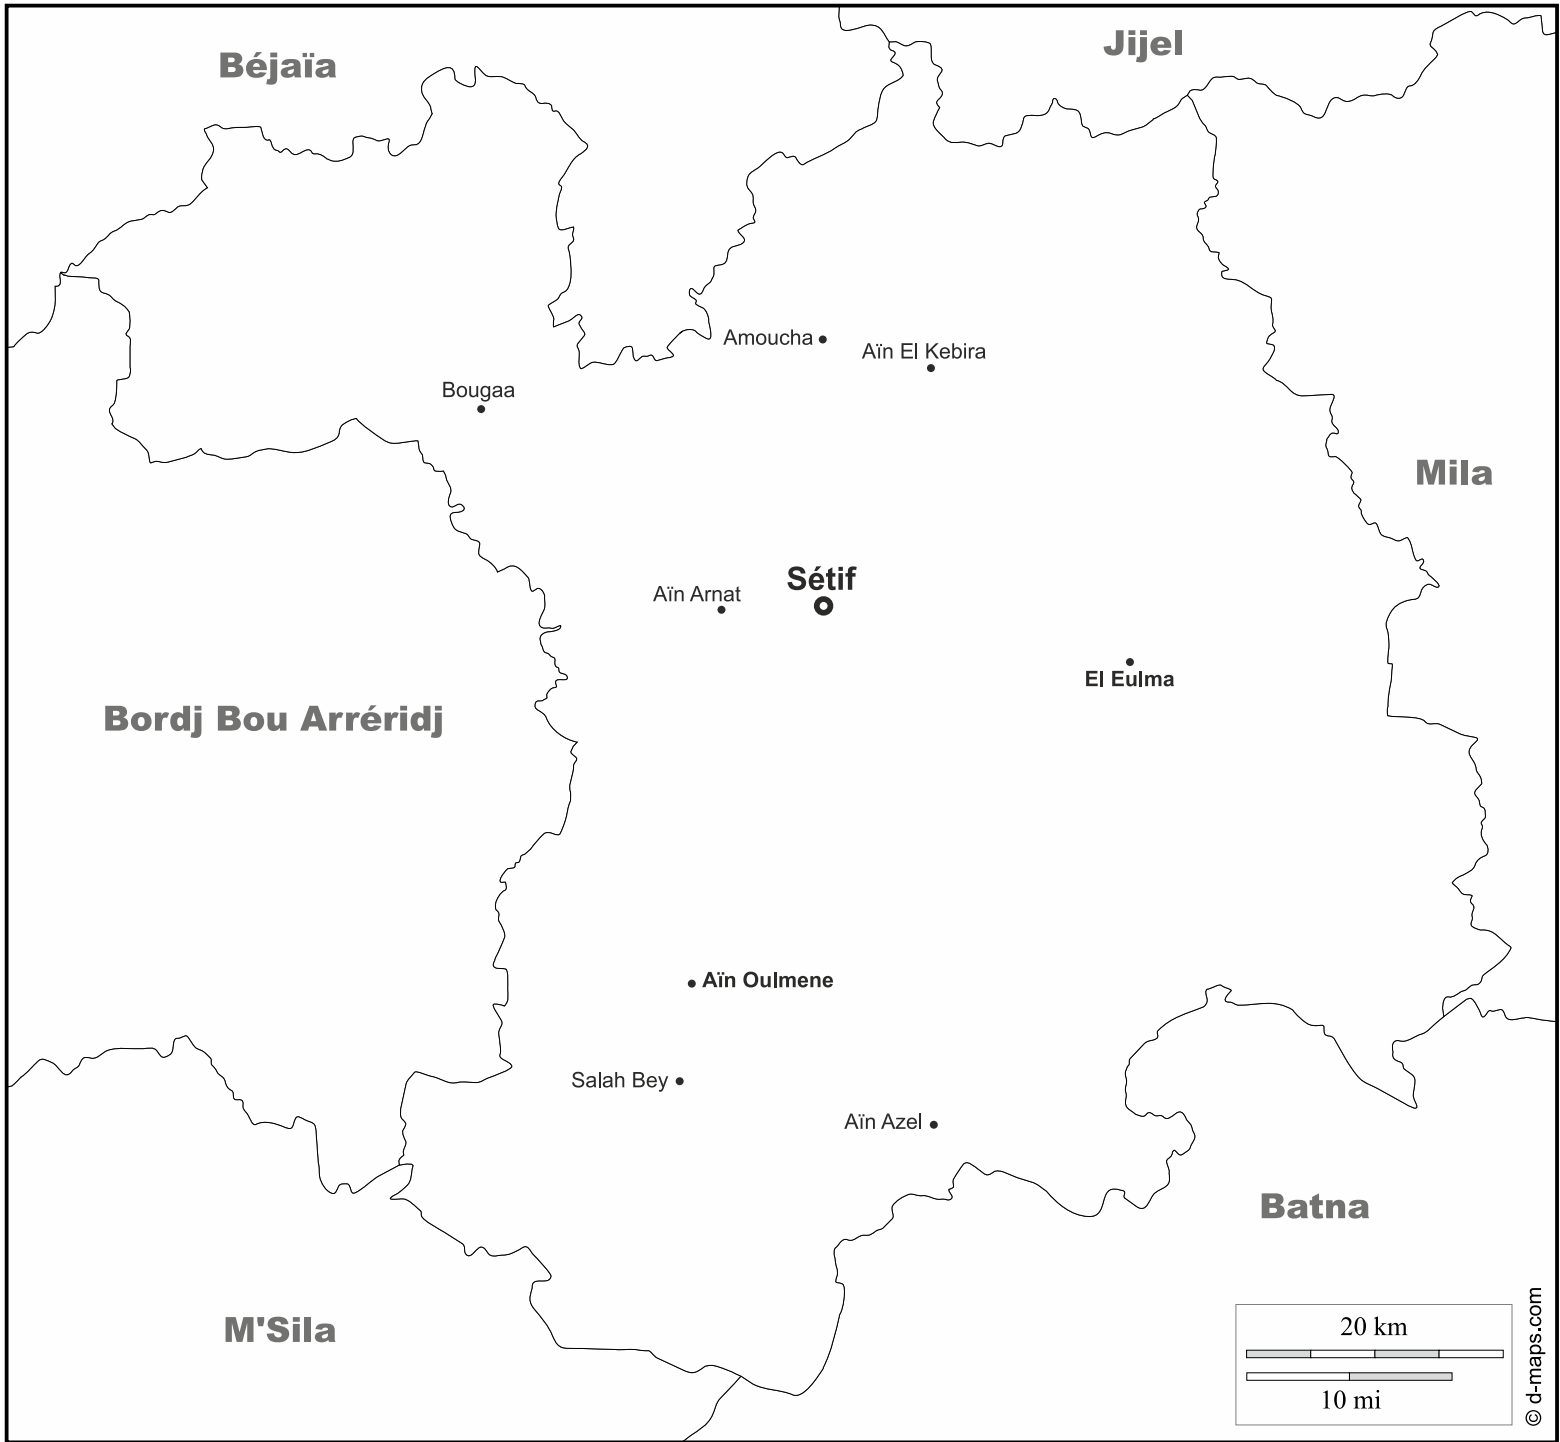 Jijel
Béjaïa
Amoucha
Aïn El Kebira
Bougaa
Mila
Sétif
Aïn Arnat
El Eulma
Bordj Bou Arréridj
Aïn Oulmene
Salah Bey
Aïn Azel
Batna
M'Sila
20 km
10 mi
© d-maps.com